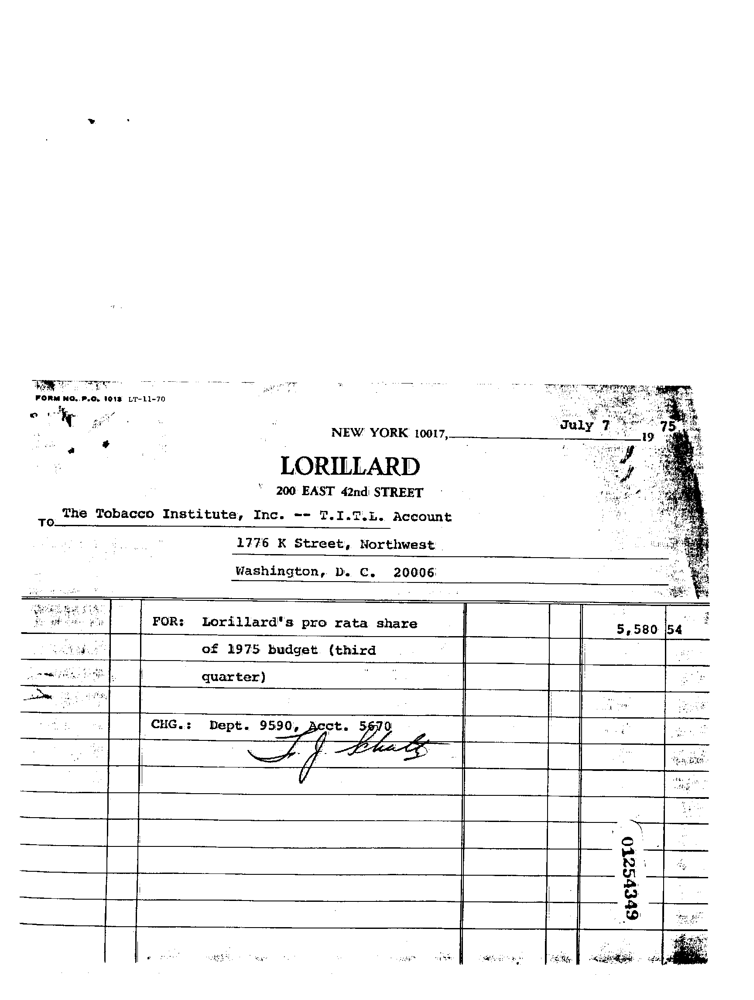 FORM NO. P.O. 1013 LT-11-70
NEW YORK 10017, July 7 19 75
LORILLARD
200 EAST 42nd STREET
TO The Tobacco Institute, Inc. -- T.I.T.L. Account
1776 K Street, Northwest
Washington, D. C. 20006
FOR: Lorillard's pro rata share 5,580 54
of 1975 budget (third
quarter)
CHG.: Dept. 9590, Acct. 5670
01254349